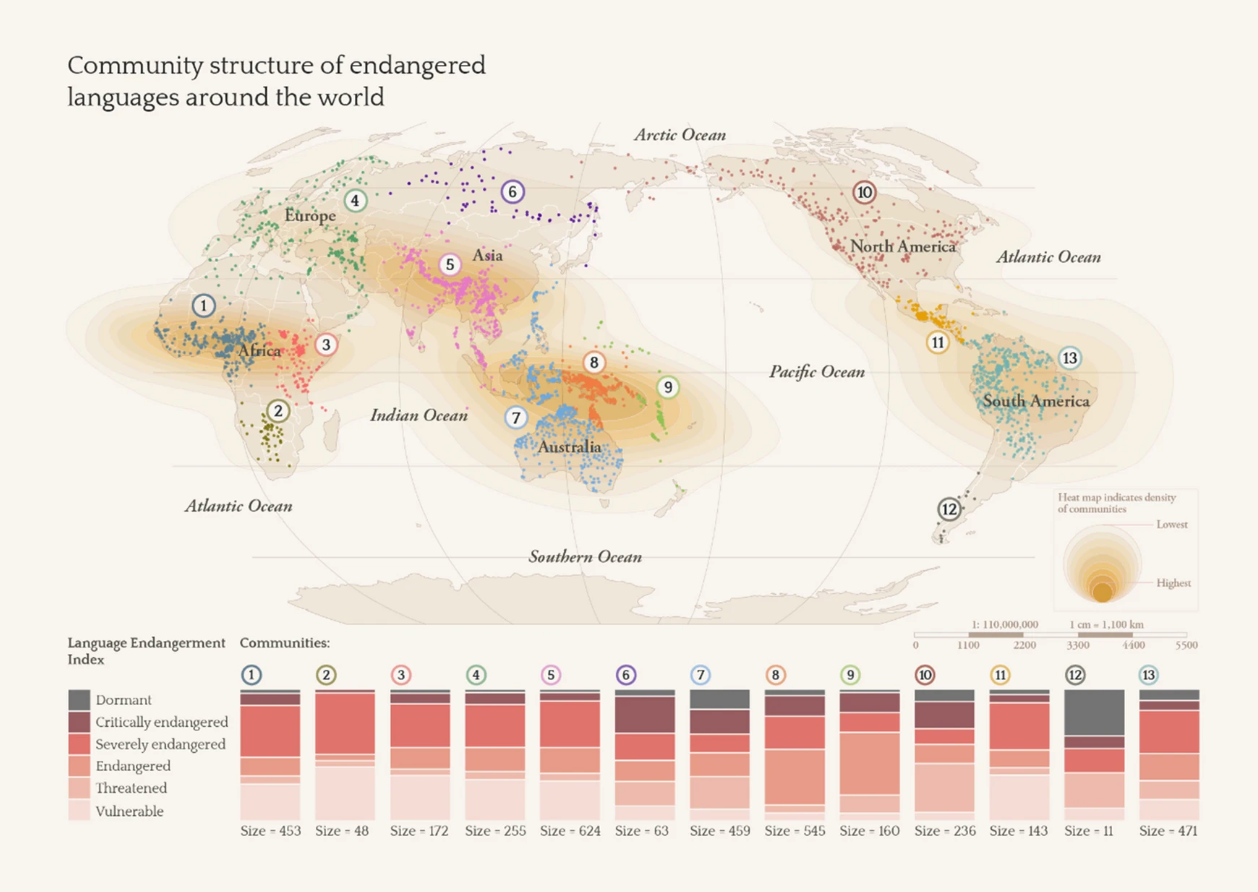 Community structure of endangered
languages around the world
Arctic Ocean
6
10
4
Europe
North America
Asia
5
Atlantic Ocean
1
Africa
3
11
13
8
Pacific Ocean
9
2
Indian Ocean
7
South America
Australia
Atlantic Ocean
12
Heat map indicates density
of communities
Lowest
Highest
Southern Ocean
1: 110,000,000
1 cm = 1,100 km
0 1100 2200 3300 4400 5500
Language Endangerment
Index
Communities:
1 2 3 4 5 6 7 8 9 10 11 12 13
Dormant
Critically endangered
Severely endangered
Endangered
Threatened
Vulnerable
Size = 453 Size = 48 Size = 172 Size = 255 Size = 624 Size = 63 Size = 459 Size = 545 Size = 160 Size = 236 Size = 143 Size = 11 Size = 471